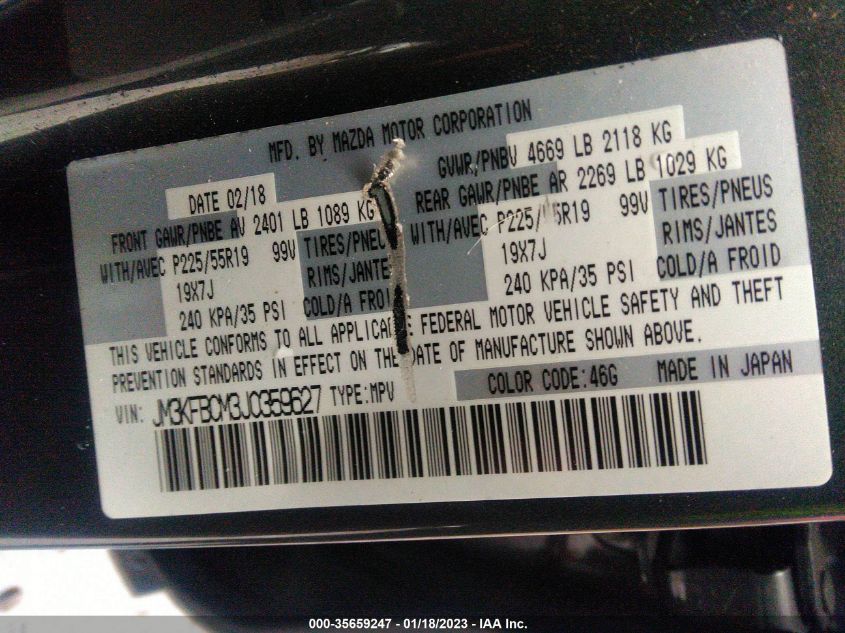 MFD. BY MAZDA MOTOR CORPORATION
DATE 02/18 GVWR/PNBV 4669 LB 2118 KG
FRONT GAWR/PNBE AV 2401 LB 1089 KG REAR GAWR/PNBE AR 2269 LB 1029 KG
WITH/AVEC P225/55R19 99V TIRES/PNEU WITH/AVEC P225/ 5R19 99V TIRES/PNEUS
19X7J RIMS/JANTES 19X7J RIMS/JANTES
240 KPA/35 PSI COLD/A FROI 240 KPA/35 PSI COLD/A FROID
THIS VEHICLE CONFORMS TO ALL APPLICA E FEDERAL MOTOR VEHICLE SAFETY AND THEFT
PREVENTION STANDARDS IN EFFECT ON THE DATE OF MANUFACTURE SHOWN ABOVE.
COLOR CODE:46G MADE IN JAPAN
VIN: JM3KFBCM3J0359627 TYPE:MPV
000-35659247 - 01/18/2023 - IAA Inc.